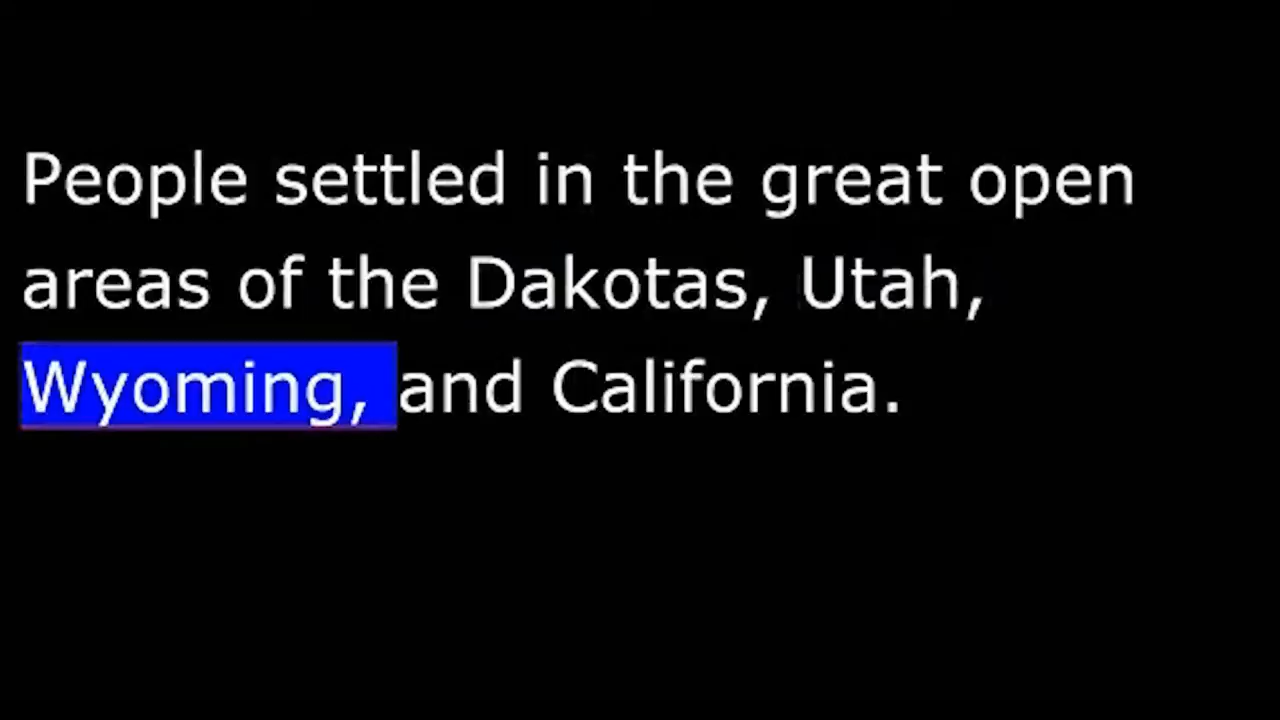 People settled in the great open
areas of the Dakotas, Utah,
Wyoming, and California.